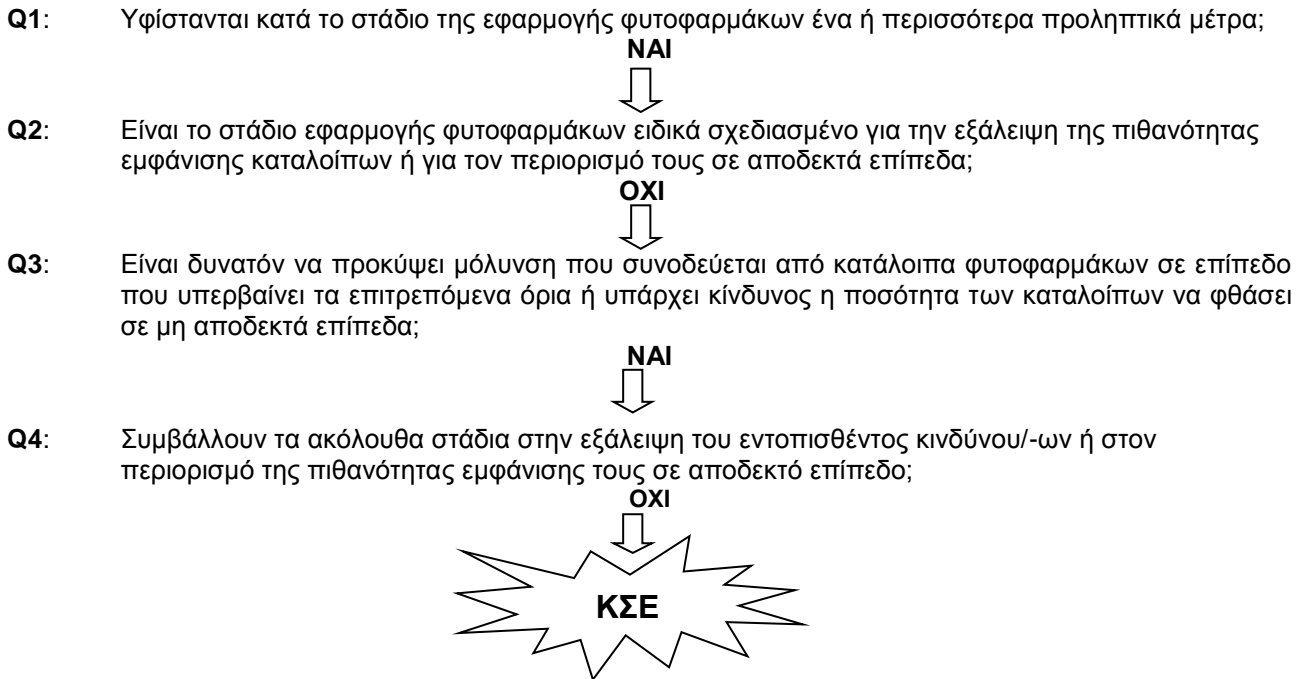 Q1: Υφίστανται κατά το στάδιο της εφαρμογής φυτοφαρμάκων ένα ή περισσότερα προληπτικά μέτρα;
ΝΑΙ
Q2: Είναι το στάδιο εφαρμογής φυτοφαρμάκων ειδικά σχεδιασμένο για την εξάλειψη της πιθανότητας
εμφάνισης καταλοίπων ή για τον περιορισμό τους σε αποδεκτά επίπεδα;
ΟΧΙ
Q3: Είναι δυνατόν να προκύψει μόλυνση που συνοδεύεται από κατάλοιπα φυτοφαρμάκων σε επίπεδο
που υπερβαίνει τα επιτρεπόμενα όρια ή υπάρχει κίνδυνος η ποσότητα των καταλοίπων να φθάσει
σε μη αποδεκτά επίπεδα;
ΝΑΙ
Q4: Συμβάλλουν τα ακόλουθα στάδια στην εξάλειψη του εντοπισθέντος κινδύνου/-ων ή στον
περιορισμό της πιθανότητας εμφάνισης τους σε αποδεκτό επίπεδο;
ΟΧΙ
ΚΣΕ